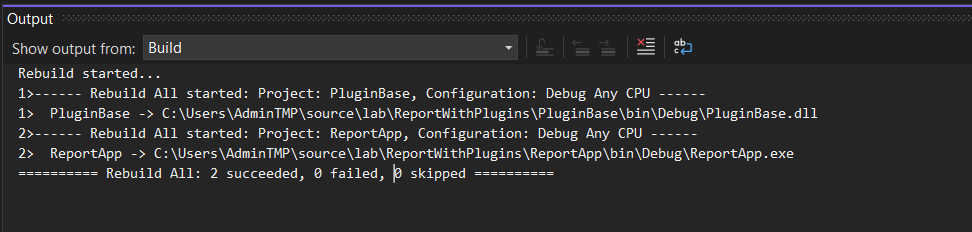 Output
Show output from: Build
ab
c
Rebuild started...
1>------ Rebuild All started: Project: PluginBase, Configuration: Debug Any CPU ------
1>  PluginBase -> C:\Users\AdminTMP\source\lab\ReportWithPlugins\PluginBase\bin\Debug\PluginBase.dll
2>------ Rebuild All started: Project: ReportApp, Configuration: Debug Any CPU ------
2>  ReportApp -> C:\Users\AdminTMP\source\lab\ReportWithPlugins\ReportApp\bin\Debug\ReportApp.exe
========== Rebuild All: 2 succeeded, 0 failed, 0 skipped ==========